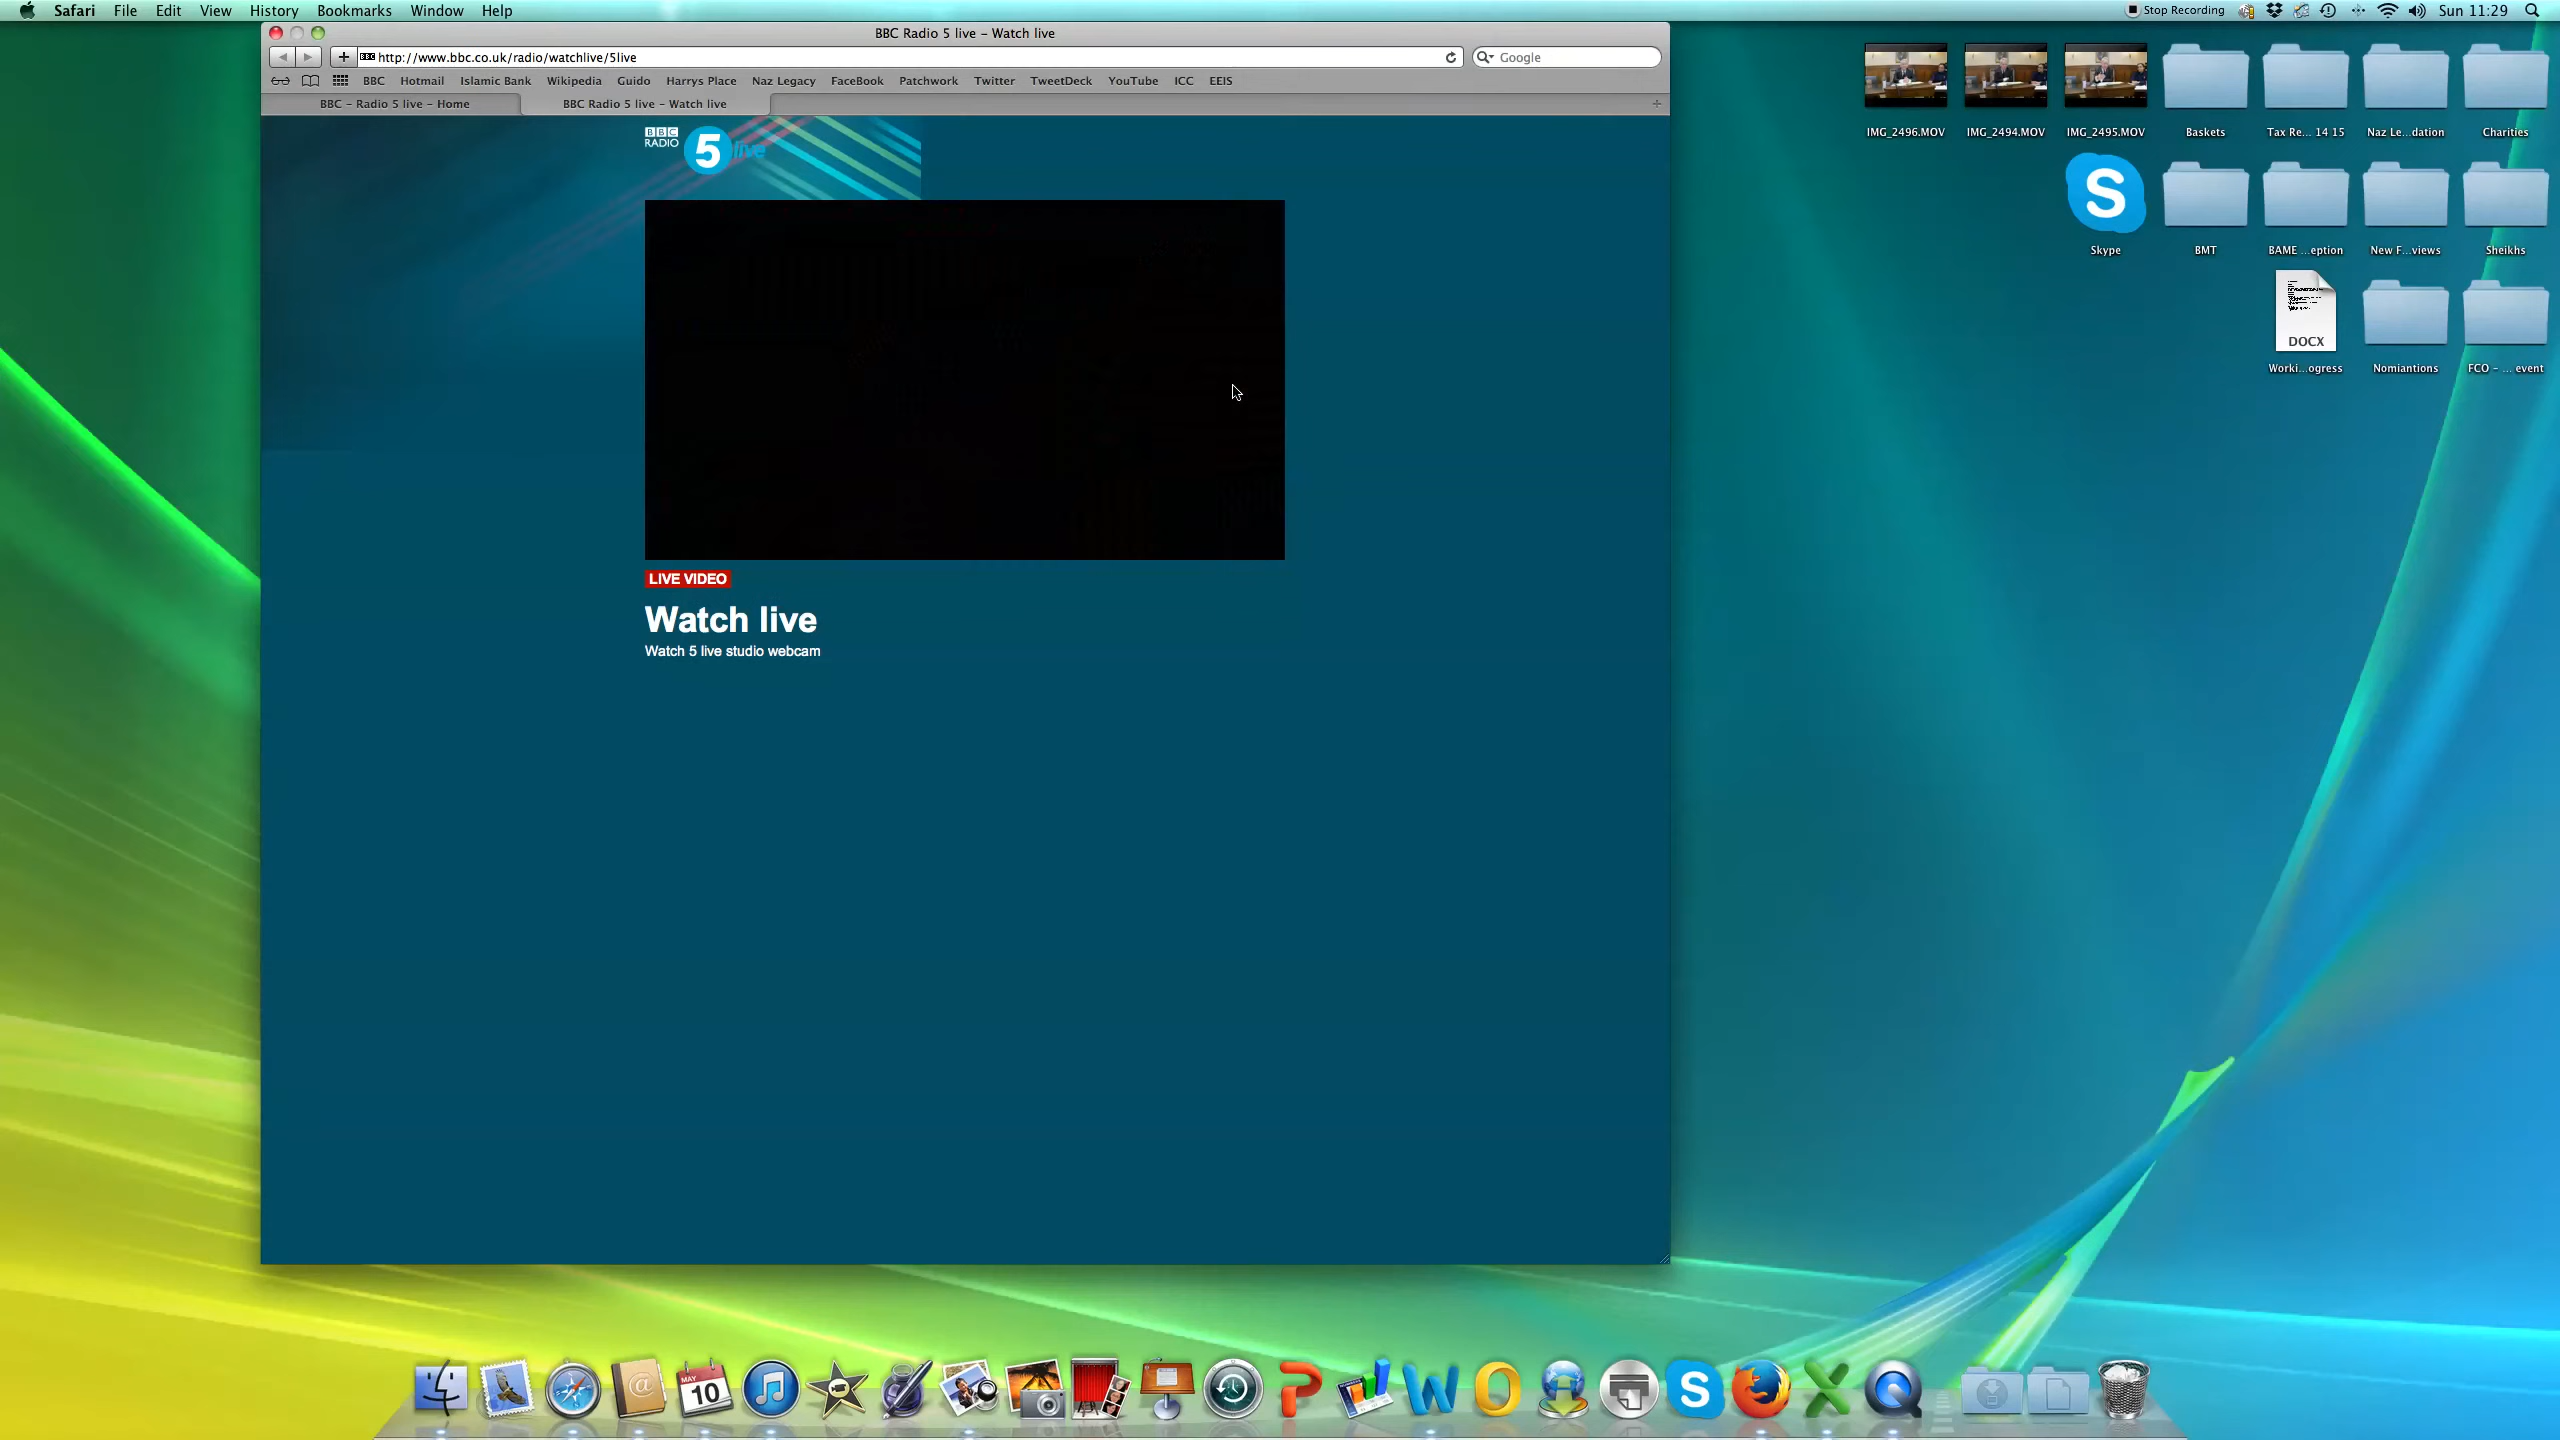 Safari File Edit View History Bookmarks Window Help
Stop Recording
Sun 11:29
BBC Radio 5 live – Watch live
http://www.bbc.co.uk/radio/watchlive/5live
Google
BBC Hotmail Islamic Bank Wikipedia Guido Harrys Place Naz Legacy FaceBook Patchwork Twitter TweetDeck YouTube ICC EEIS
BBC – Radio 5 live – Home
BBC Radio 5 live – Watch live
BBC
RADIO
5 live
LIVE VIDEO
Watch live
Watch 5 live studio webcam
IMG_2496.MOV
IMG_2494.MOV
IMG_2495.MOV
Baskets
Tax Re... 14 15
Naz Le...dation
Charities
S
Skype
BMT
BAME ...eption
New F...views
Sheikhs
DOCX
Worki...ogress
Nomiantions
FCO – ... event
MAY
10